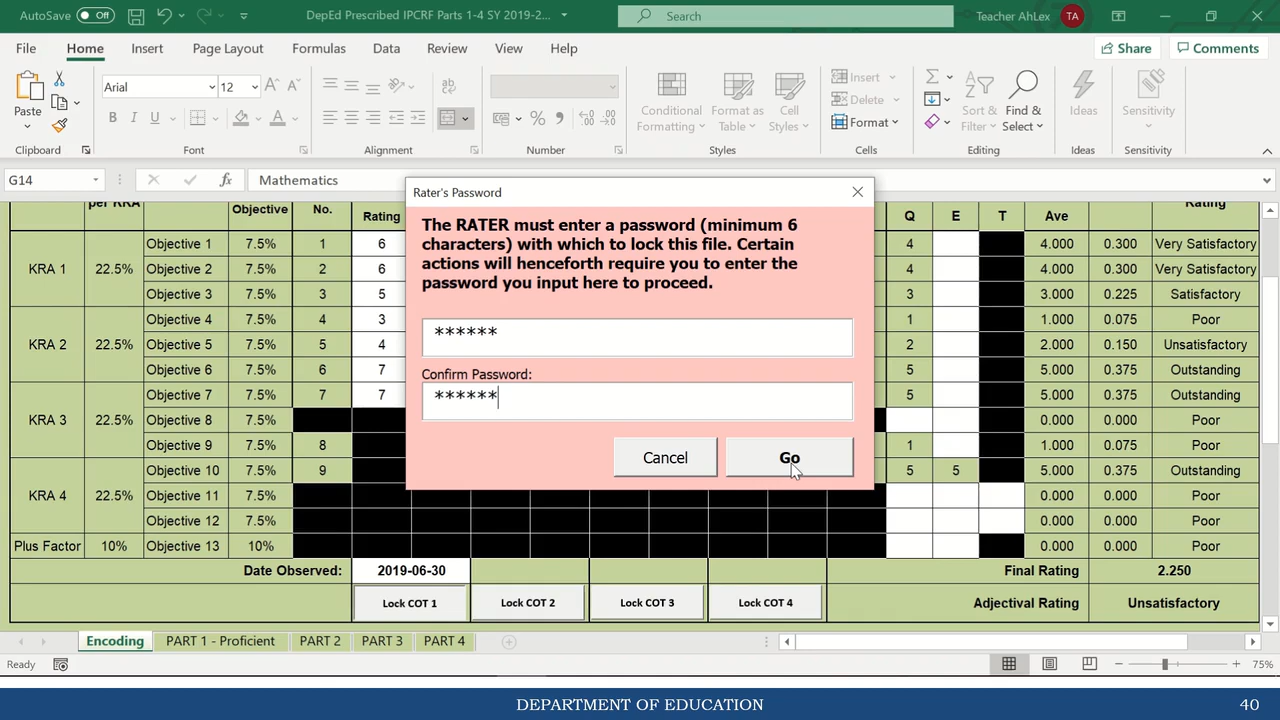 AutoSave Off DepEd Prescribed IPCRF Parts 1-4 SY 2019-2... Search Teacher AhLex TA
File Home Insert Page Layout Formulas Data Review View Help Share Comments
Paste Arial 12 Insert Delete Format Conditional Formatting Format as Table Cell Styles Sort & Filter Find & Select Ideas Sensitivity
Clipboard Font Alignment Number Styles Cells Editing Ideas Sensitivity
G14 fx Mathematics
per KRA Objective No. Rating Q E T Ave Rating
Rater's Password
The RATER must enter a password (minimum 6
characters) with which to lock this file. Certain
actions will henceforth require you to enter the
password you input here to proceed.
******
Confirm Password:
******
Cancel Go
KRA 1 22.5% Objective 1 7.5% 1 6 4 4.000 0.300 Very Satisfactory
Objective 2 7.5% 2 6 4 4.000 0.300 Very Satisfactory
Objective 3 7.5% 3 5 3 3.000 0.225 Satisfactory
KRA 2 22.5% Objective 4 7.5% 4 3 1 1.000 0.075 Poor
Objective 5 7.5% 5 4 2 2.000 0.150 Unsatisfactory
Objective 6 7.5% 6 7 5 5.000 0.375 Outstanding
KRA 3 22.5% Objective 7 7.5% 7 7 5 5.000 0.375 Outstanding
Objective 8 7.5% 0.000 0.000 Poor
Objective 9 7.5% 8 1 1.000 0.075 Poor
KRA 4 22.5% Objective 10 7.5% 9 5 5 5.000 0.375 Outstanding
Objective 11 7.5% 0.000 0.000 Poor
Objective 12 7.5% 0.000 0.000 Poor
Plus Factor 10% Objective 13 10% 0.000 0.000 Poor
Date Observed: 2019-06-30 Final Rating 2.250
Lock COT 1 Lock COT 2 Lock COT 3 Lock COT 4 Adjectival Rating Unsatisfactory
Encoding PART 1 - Proficient PART 2 PART 3 PART 4
Ready 75%
DEPARTMENT OF EDUCATION 40